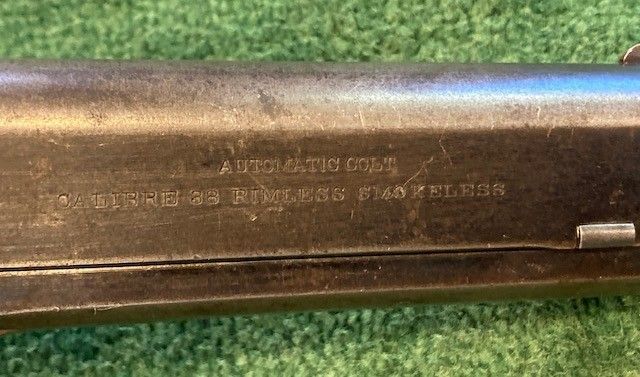 AUTOMATIC COLT
CALIBRE 38 RIMLESS SMOKELESS